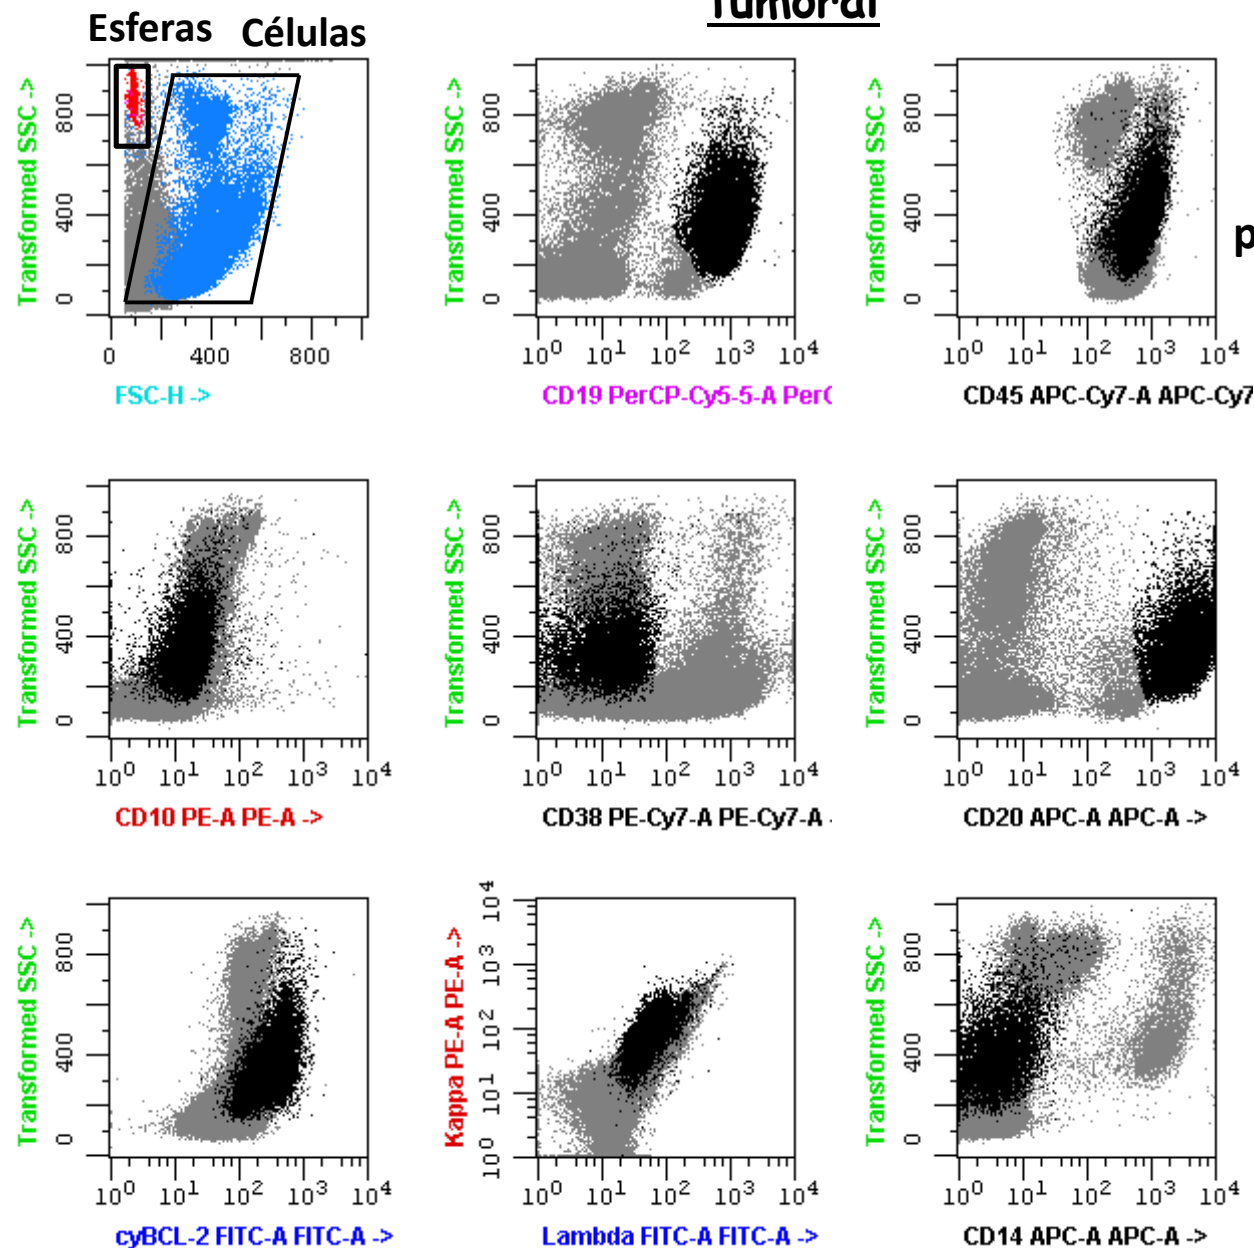 Tumoral
Esferas Células
Transformed SSC ->
800
400
0
0 400 800
FSC-H ->
Transformed SSC ->
800
400
0
10^0 10^1 10^2 10^3 10^4
CD19 PerCP-Cy5-5-A Per
Transformed SSC ->
800
400
0
10^0 10^1 10^2 10^3 10^4
CD45 APC-Cy7-A APC-Cy7
p
Transformed SSC ->
800
400
0
10^0 10^1 10^2 10^3 10^4
CD10 PE-A PE-A ->
Transformed SSC ->
800
400
0
10^0 10^1 10^2 10^3 10^4
CD38 PE-Cy7-A PE-Cy7-A
Transformed SSC ->
800
400
0
10^0 10^1 10^2 10^3 10^4
CD20 APC-A APC-A ->
Transformed SSC ->
800
400
0
10^0 10^1 10^2 10^3 10^4
cyBCL-2 FITC-A FITC-A ->
Kappa PE-A PE-A ->
10^4
10^3
10^2
10^1
10^0
10^0 10^1 10^2 10^3 10^4
Lambda FITC-A FITC-A ->
Transformed SSC ->
800
400
0
10^0 10^1 10^2 10^3 10^4
CD14 APC-A APC-A ->